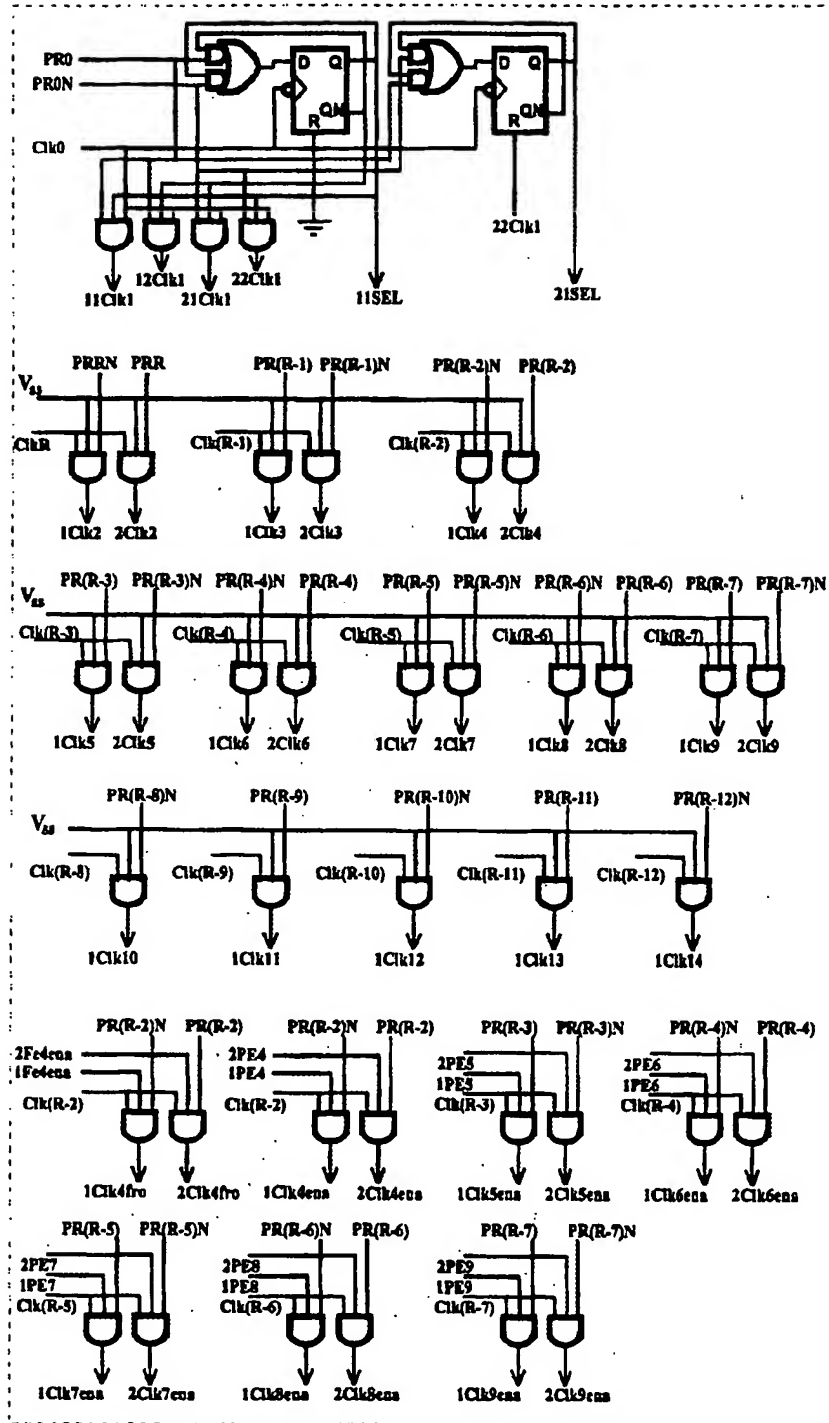 PR0
PR0N
Clk0
D Q
QN
R
D Q
QN
R
22Clk1
11Clk1 12Clk1 21Clk1 22Clk1 11SEL 21SEL
PRRN PRR PR(R-1) PR(R-1)N PR(R-2)N PR(R-2)
Vss
ClkR Clk(R-1) Clk(R-2)
1Clk2 2Clk2 1Clk3 2Clk3 1Clk4 2Clk4
PR(R-3) PR(R-3)N PR(R-4)N PR(R-4) PR(R-5) PR(R-5)N PR(R-6)N PR(R-6) PR(R-7) PR(R-7)N
Vss
Clk(R-3) Clk(R-4) Clk(R-5) Clk(R-6) Clk(R-7)
1Clk5 2Clk5 1Clk6 2Clk6 1Clk7 2Clk7 1Clk8 2Clk8 1Clk9 2Clk9
PR(R-8)N PR(R-9) PR(R-10)N PR(R-11) PR(R-12)N
Vss
Clk(R-8) Clk(R-9) Clk(R-10) Clk(R-11) Clk(R-12)
1Clk10 1Clk11 1Clk12 1Clk13 1Clk14
PR(R-2)N PR(R-2) PR(R-2)N PR(R-2) PR(R-3) PR(R-3)N PR(R-4)N PR(R-4)
2Fe4ena 2PE4 2PE5 2PE6
1Fe4ena 1PE4 1PE5 1PE6
Clk(R-2) Clk(R-2) Clk(R-3) Clk(R-4)
1Clk4fro 2Clk4fro 1Clk4ena 2Clk4ena 1Clk5ena 2Clk5ena 1Clk6ena 2Clk6ena
PR(R-5) PR(R-5)N PR(R-6)N PR(R-6) PR(R-7) PR(R-7)N
2PE7 2PE8 2PE9
1PE7 1PE8 1PE9
Clk(R-5) Clk(R-6) Clk(R-7)
1Clk7ena 2Clk7ena 1Clk8ena 2Clk8ena 1Clk9ena 2Clk9ena